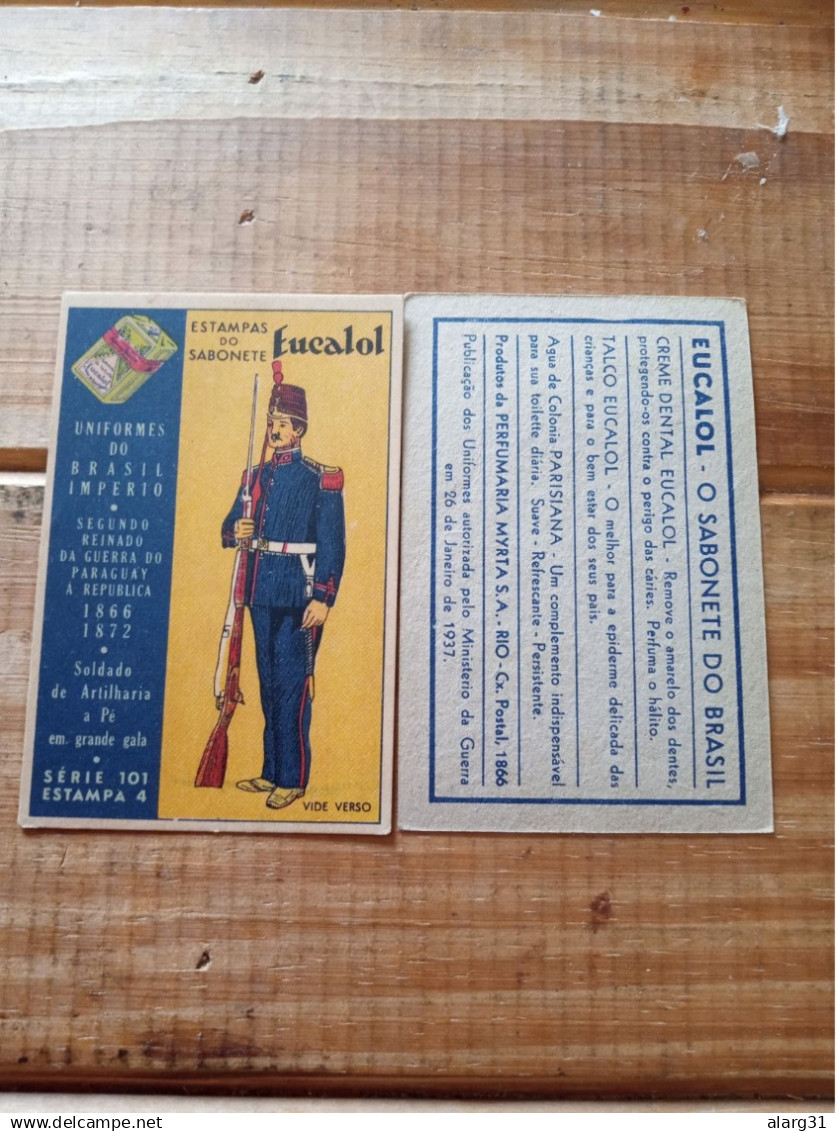 ESTAMPAS
DO
SABONETE
Eucalol
Eucalol
UNIFORMES
DO
BRASIL
IMPERIO
SEGUNDO
REINADO
DA GUERRA DO
PARAGUAY
A REPUBLICA
1866
1872
Soldado
de Artilharia
a Pé
em grande gala
SÉRIE 101
ESTAMPA 4
VIDE VERSO
EUCALOL - O SABONETE DO BRASIL
CREME DENTAL EUCALOL - Remove o amarelo dos dentes,
protegendo-os contra o perigo das cáries. Perfuma o hálito.
TALCO EUCALOL - O melhor para a epiderme delicada das
crianças e para o bem estar dos seus pais.
Agua de Colonia PARISIANA - Um complemento indispensável
para sua toilette diária. Suave - Refrescante - Persistente.
Produtos da PERFUMARIA MYRTA S.A. - RIO - Cx. Postal, 1866
Publicação dos Uniformes autorizada pelo Ministerio da Guerra
em 26 de Janeiro de 1937.
delcampe.net
alarg31